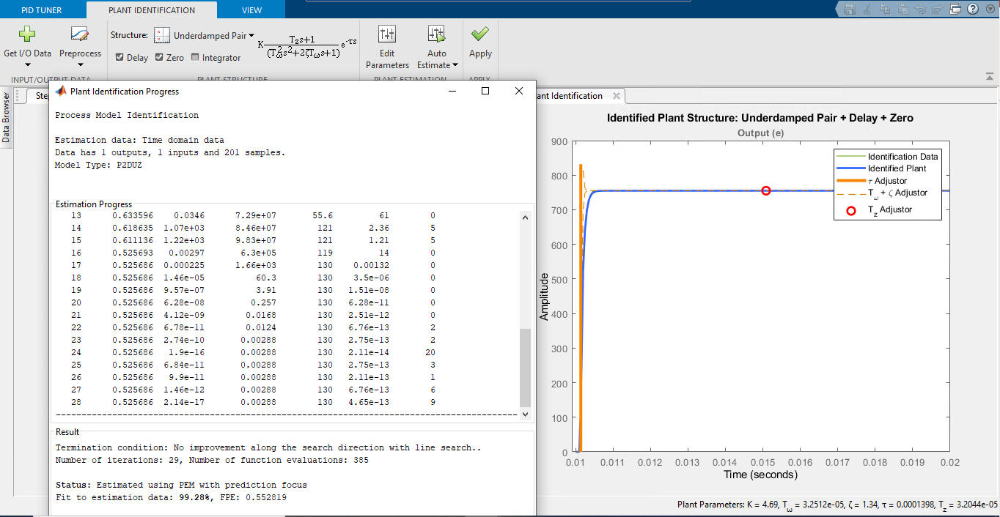 PID TUNER PLANT IDENTIFICATION VIEW
Structure: Underdamped Pair
K (T_z s+1) / (T_ω^2 s^2+2ζT_ω s+1) e^-τs
Get I/O Data Preprocess
Delay Zero Integrator
Edit Parameters
Auto Estimate
Apply
INPUT/OUTPUT DATA PLANT STRUCTURE PLANT ESTIMATION APPLY
Data Browser
Ste
ant Identification
Plant Identification Progress
Process Model Identification
Estimation data: Time domain data
Data has 1 outputs, 1 inputs and 201 samples.
Model Type: P2DUZ
Estimation Progress
13 0.633596 0.0346 7.29e+07 55.6 61 0
14 0.618635 1.07e+03 8.46e+07 121 2.36 5
15 0.611136 1.22e+03 9.83e+07 121 1.21 5
16 0.525693 0.00297 6.3e+05 119 14 0
17 0.525686 0.000225 1.66e+03 130 0.00132 0
18 0.525686 1.46e-05 60.3 130 3.5e-06 0
19 0.525686 9.57e-07 3.91 130 1.51e-08 0
20 0.525686 6.28e-08 0.257 130 6.28e-11 0
21 0.525686 4.12e-09 0.0168 130 2.51e-12 0
22 0.525686 6.78e-11 0.0124 130 6.76e-13 2
23 0.525686 2.74e-10 0.00288 130 2.75e-13 2
24 0.525686 1.9e-16 0.00288 130 2.11e-14 20
25 0.525686 6.84e-11 0.00288 130 2.75e-13 3
26 0.525686 9.9e-11 0.00288 130 2.11e-13 1
27 0.525686 1.46e-12 0.00288 130 6.76e-13 6
28 0.525686 2.14e-17 0.00288 130 4.65e-13 9
Result
Termination condition: No improvement along the search direction with line search..
Number of iterations: 29, Number of function evaluations: 385
Status: Estimated using PEM with prediction focus
Fit to estimation data: 99.28%, FPE: 0.552819
Identified Plant Structure: Underdamped Pair + Delay + Zero
Output (e)
900
800
700
600
500
400
300
200
100
0
Amplitude
Identification Data
Identified Plant
τ Adjustor
T_ω + ζ Adjustor
T_z Adjustor
0.01 0.011 0.012 0.013 0.014 0.015 0.016 0.017 0.018 0.019 0.02
Time (seconds)
Plant Parameters: K = 4.69, T_ω = 3.2512e-05, ζ = 1.34, τ = 0.0001398, T_z = 3.2044e-05